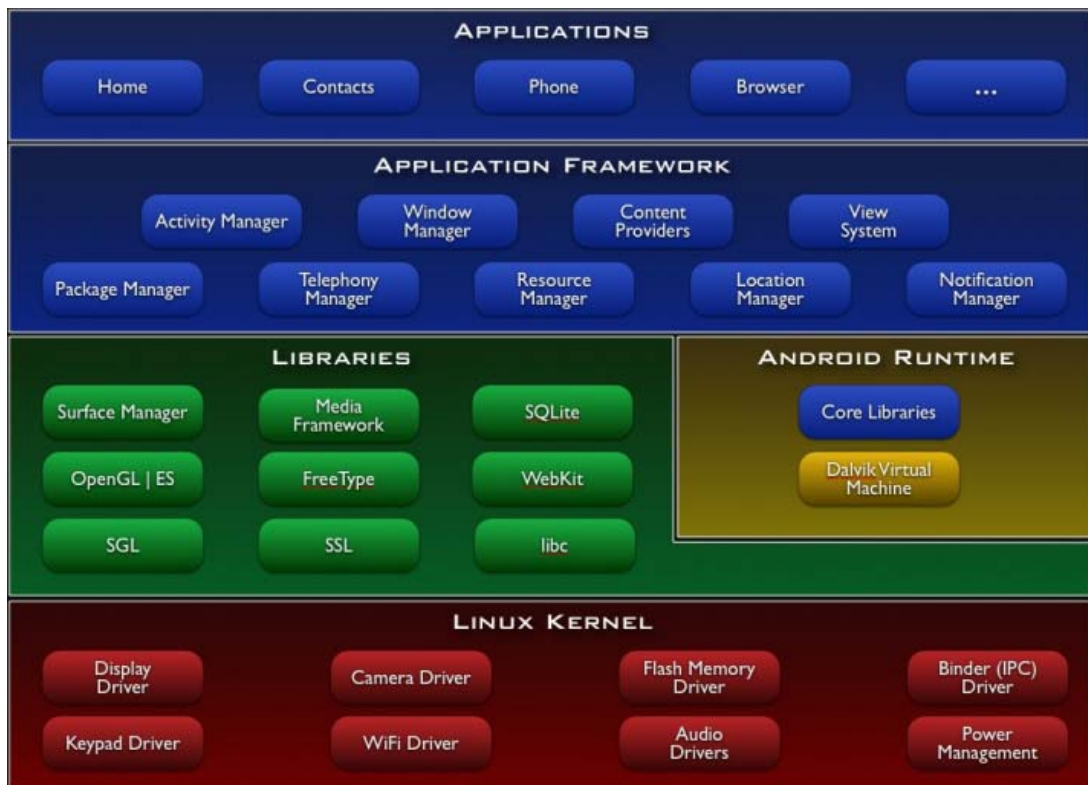 APPLICATIONS
Home
Contacts
Phone
Browser
...
APPLICATION FRAMEWORK
Activity Manager
Window
Manager
Content
Providers
View
System
Package Manager
Telephony
Manager
Resource
Manager
Location
Manager
Notification
Manager
LIBRARIES
Surface Manager
Media
Framework
SQLite
OpenGL | ES
FreeType
WebKit
SGL
SSL
libc
ANDROID RUNTIME
Core Libraries
Dalvik Virtual
Machine
LINUX KERNEL
Display
Driver
Camera Driver
Flash Memory
Driver
Binder (IPC)
Driver
Keypad Driver
WiFi Driver
Audio
Drivers
Power
Management